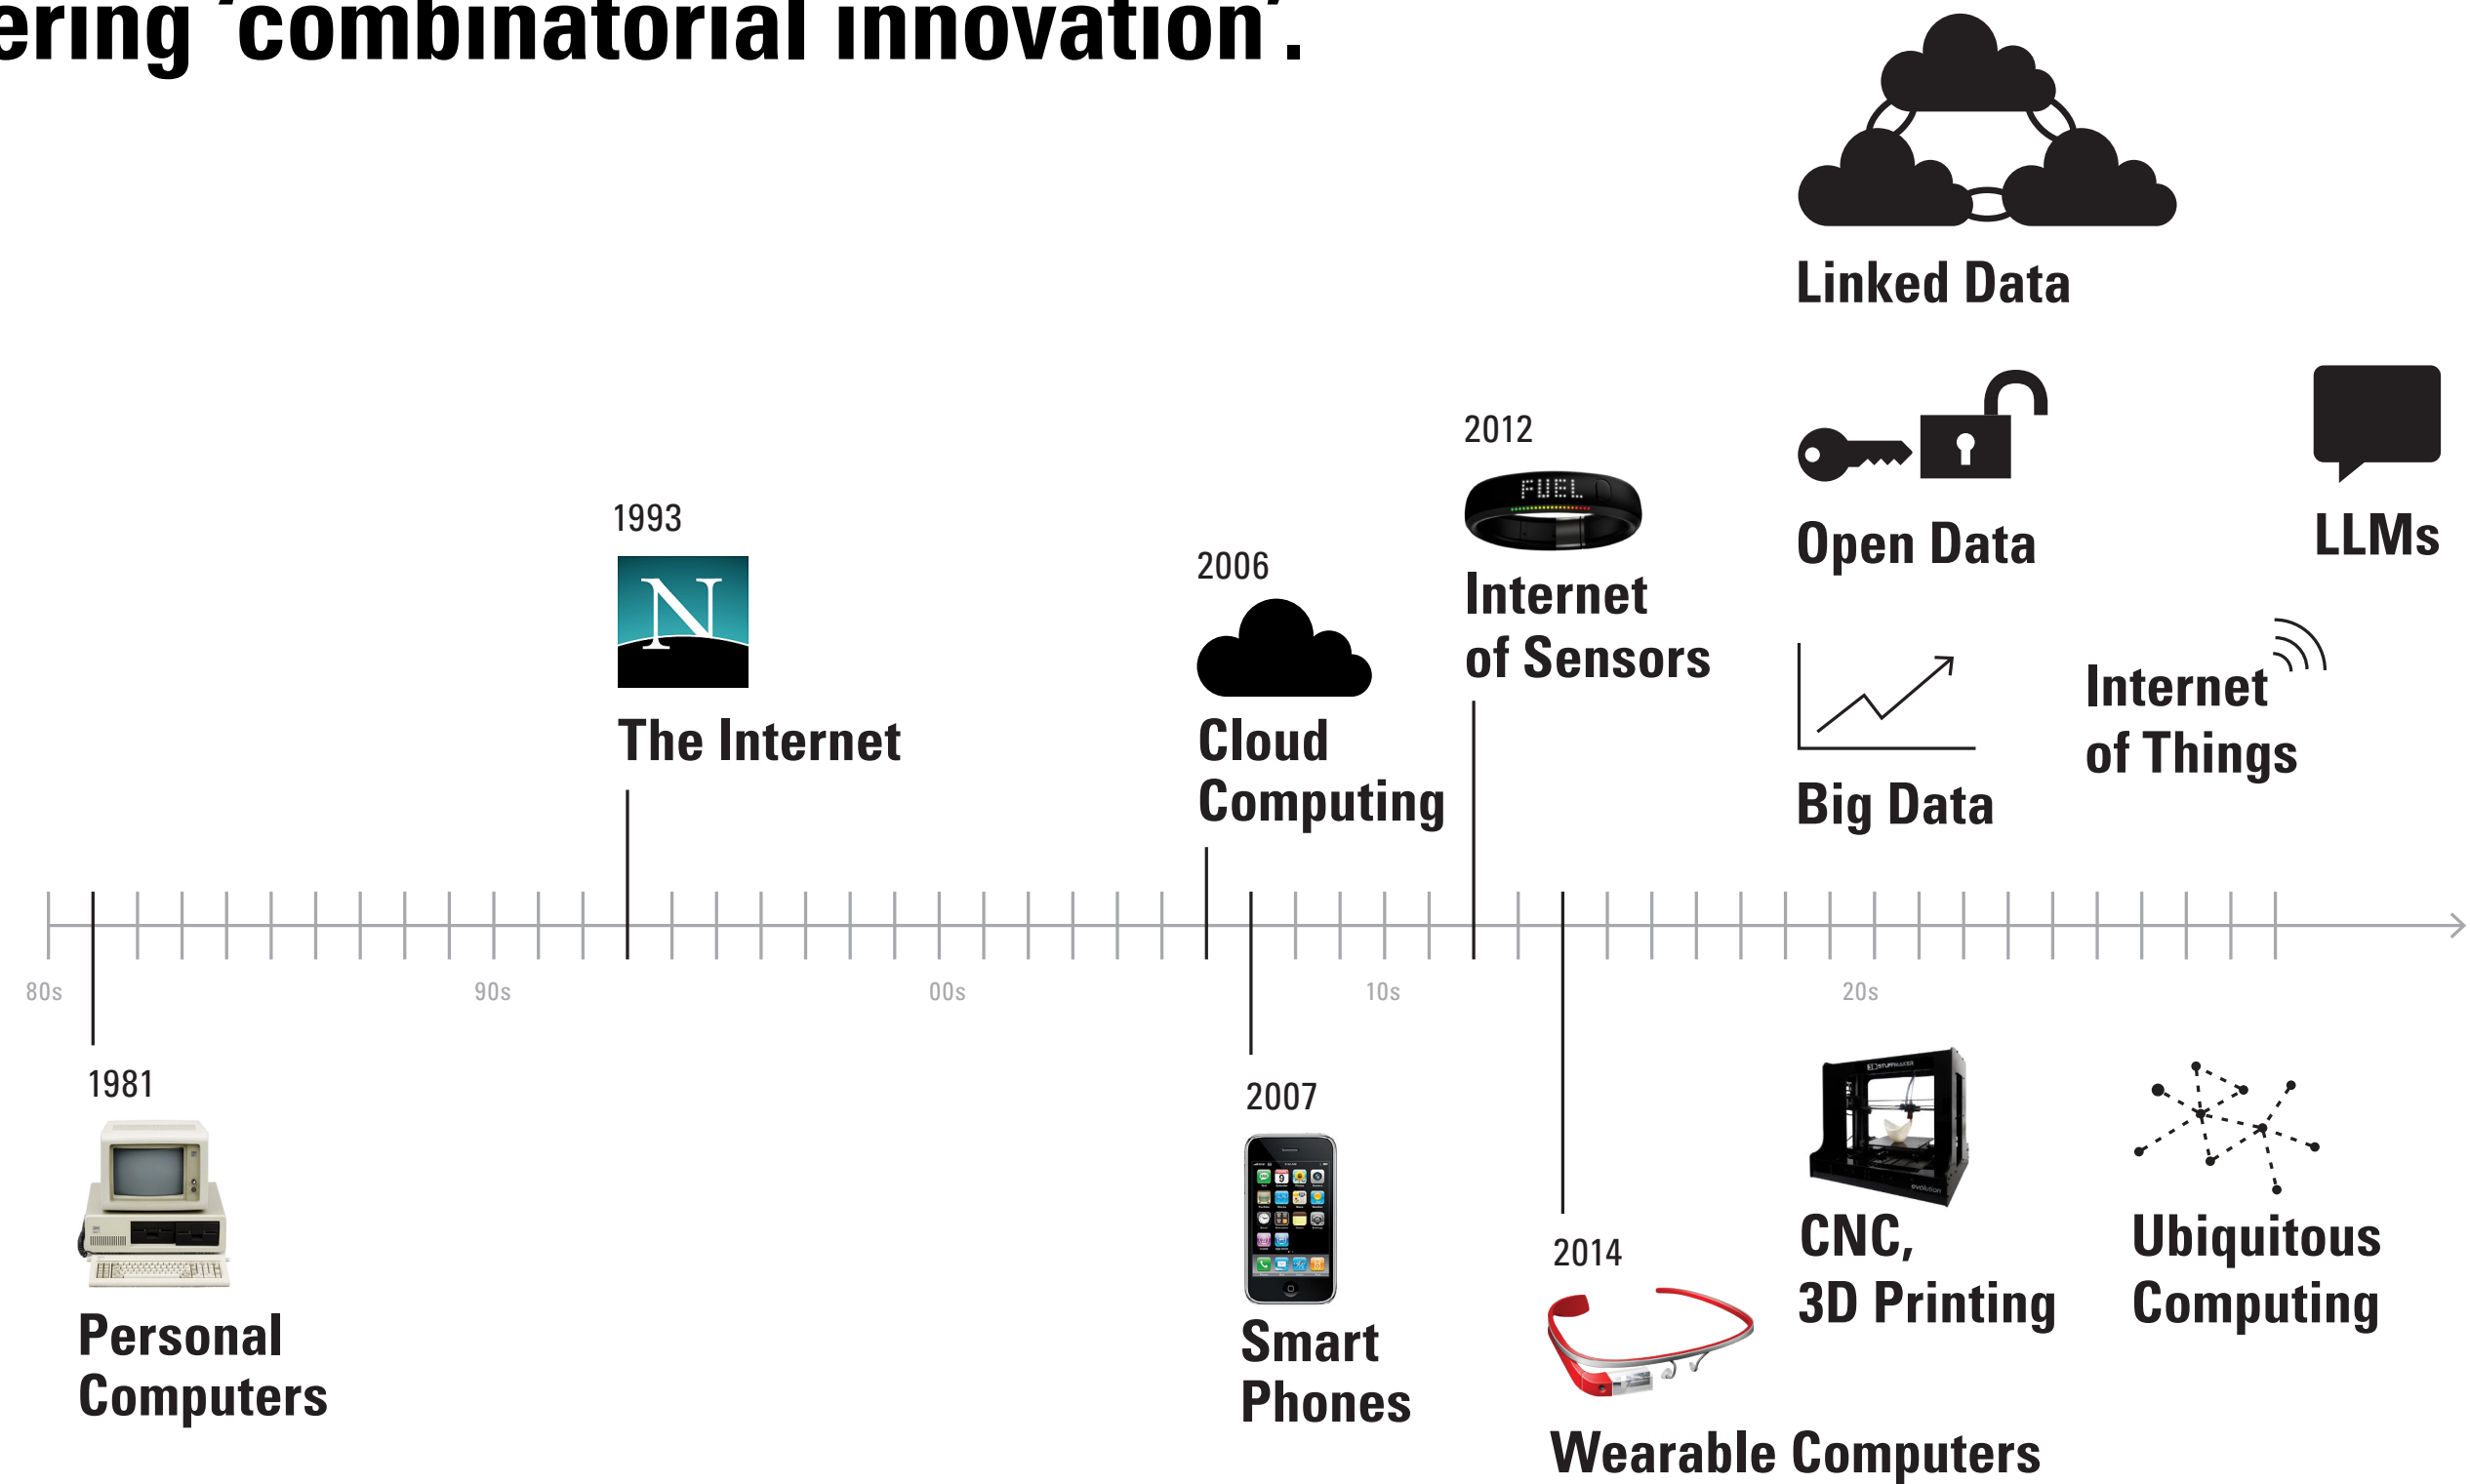 ering ‘combinatorial innovation’.
Linked Data
2012
Open Data
LLMs
1993
FUEL
2006
N
Internet
of Sensors
Internet
of Things
The Internet
Cloud
Computing
Big Data
80s
90s
00s
10s
20s
1981
2007
STUFFMAKER
evolution
2014
CNC,
3D Printing
Ubiquitous
Computing
Personal
Computers
Smart
Phones
Wearable Computers